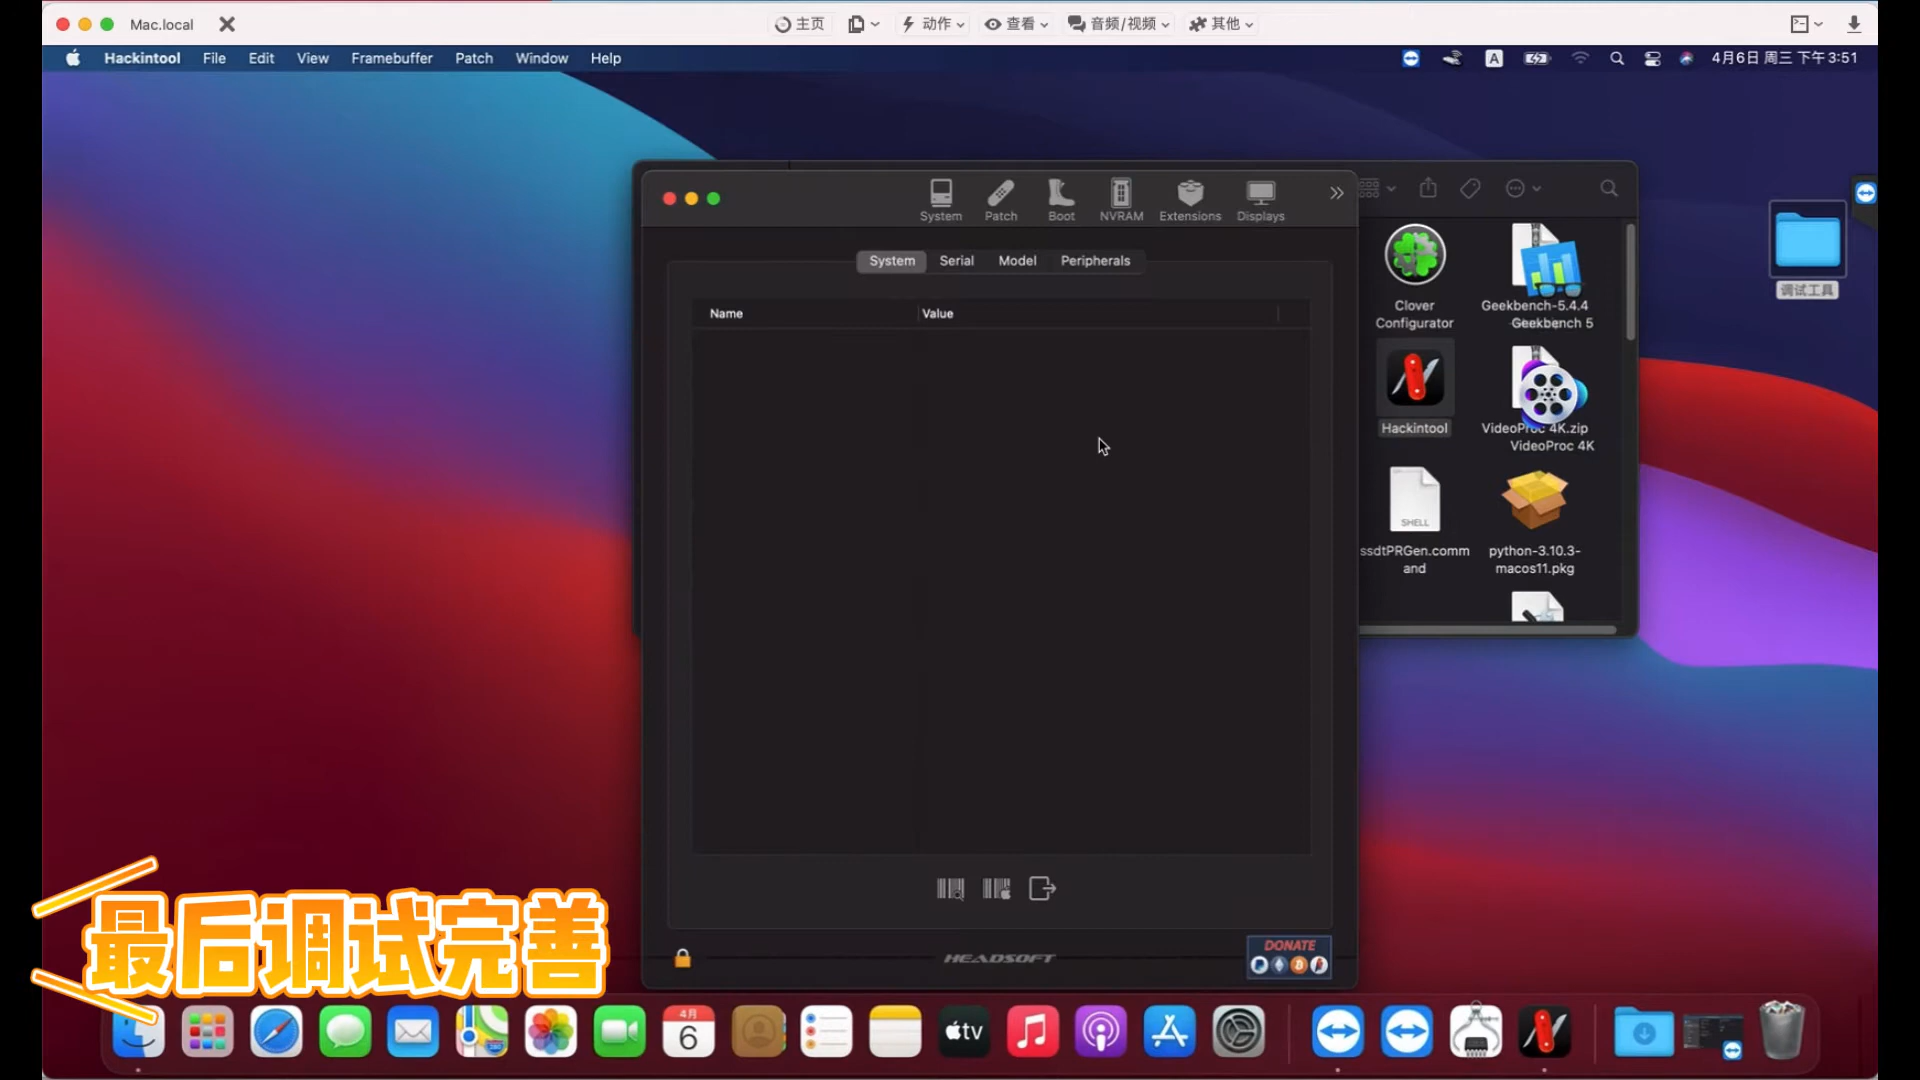 Mac.local
主页
动作
查看
音频/视频
其他
Hackintool File Edit View Framebuffer Patch Window Help
A
4月6日 周三 下午3:51
System Patch Boot NVRAM Extensions Displays
System Serial Model Peripherals
Name Value
Clover Configurator
Geekbench-5.4.4
Geekbench 5
Hackintool
VideoProc 4K.zip
VideoProc 4K
SHELL
ssdtPRGen.command
python-3.10.3-macos11.pkg
调试工具
HEADSOFT
DONATE
最后调试完善
4月
6
tv